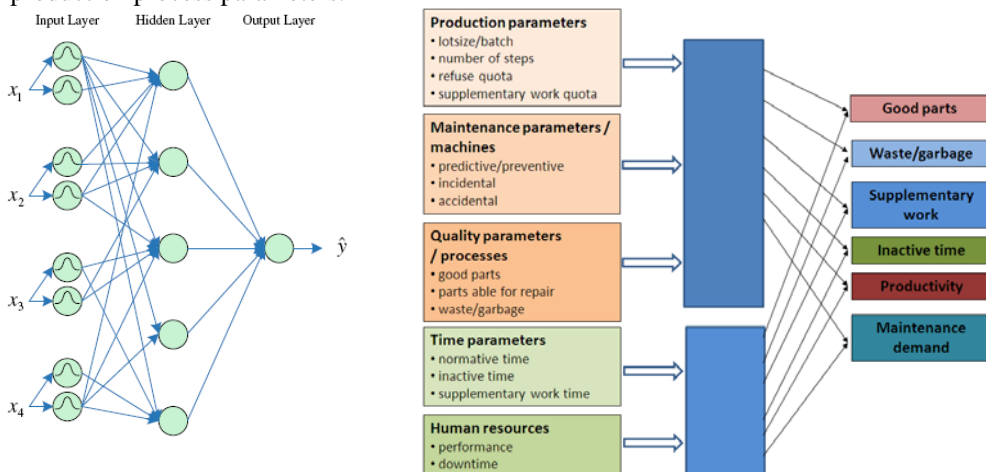 production process parameters.
Input Layer Hidden Layer Output Layer
x1
x2
x3
x4
ŷ
Production parameters
• lotsize/batch
• number of steps
• refuse quota
• supplementary work quota
Maintenance parameters /
machines
• predictive/preventive
• incidental
• accidental
Quality parameters
/ processes
• good parts
• parts able for repair
• waste/garbage
Time parameters
• normative time
• inactive time
• supplementary work time
Human resources
• performance
• downtime
Good parts
Waste/garbage
Supplementary
work
Inactive time
Productivity
Maintenance
demand